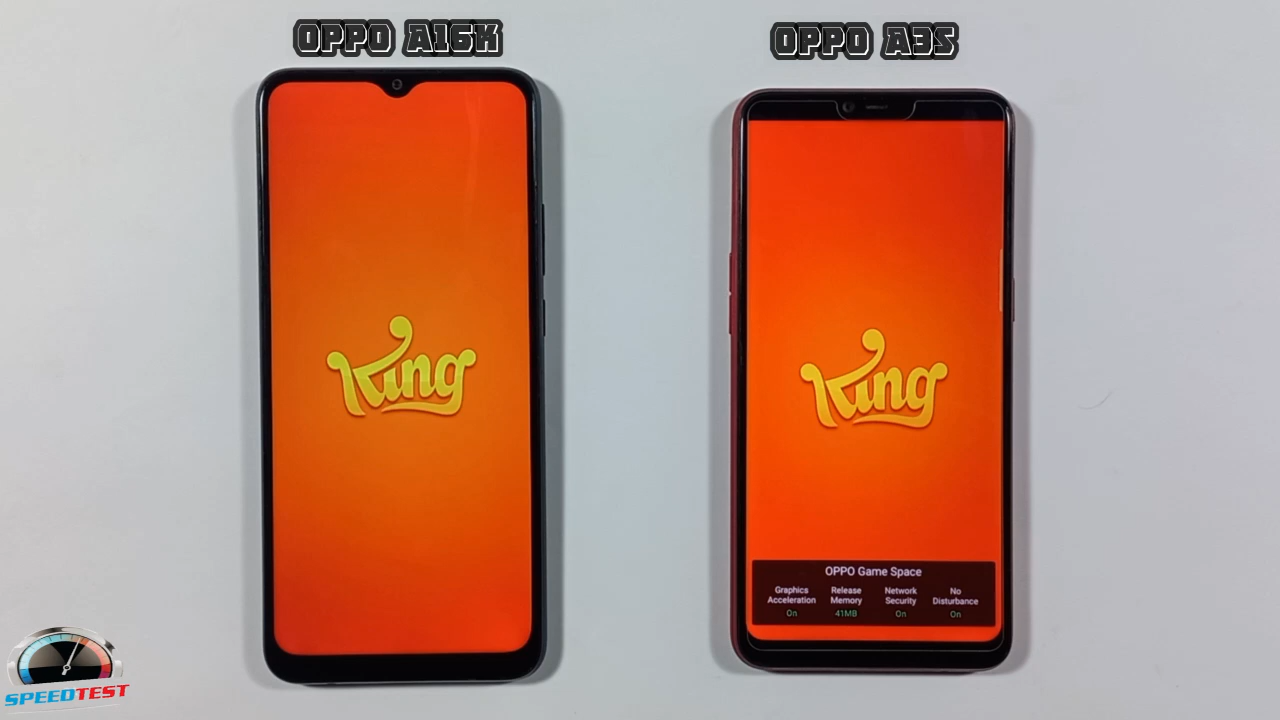 OPPO A16K
OPPO A3S
King
King
OPPO Game Space
Graphics Acceleration On
Release Memory 41MB
Network Security On
No Disturbance On
SPEEDTEST